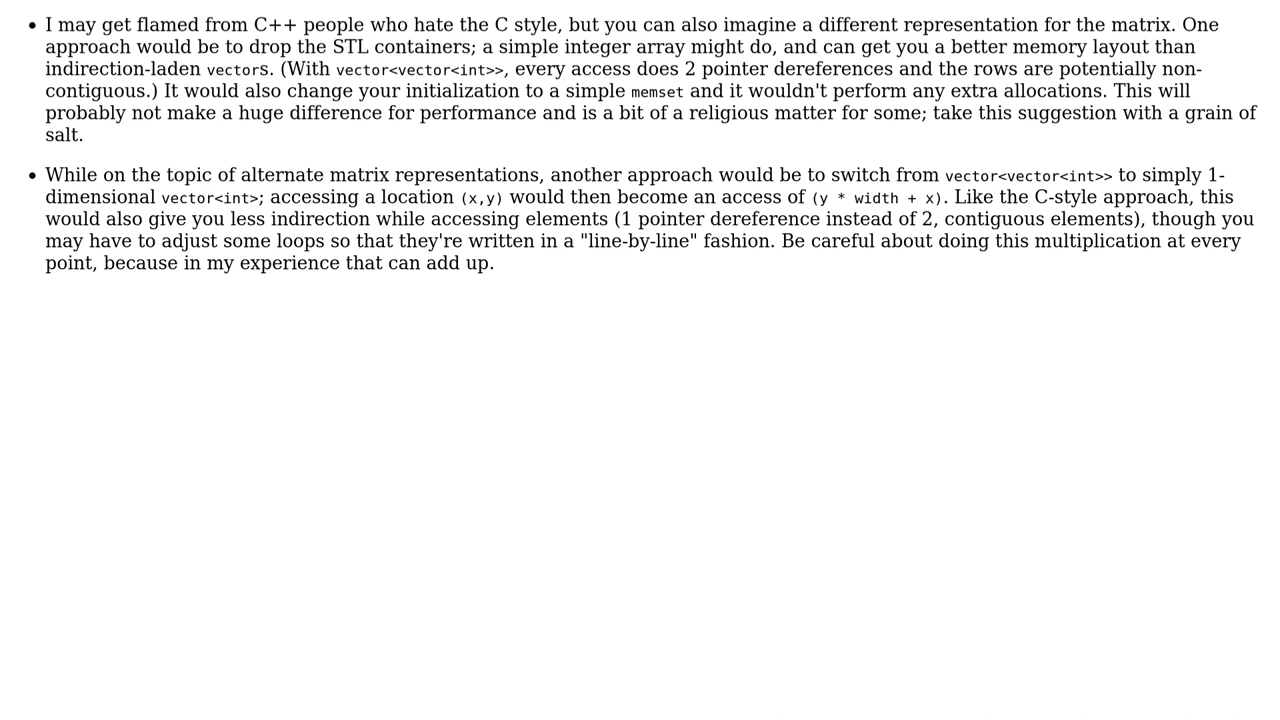 • I may get flamed from C++ people who hate the C style, but you can also imagine a different representation for the matrix. One
approach would be to drop the STL containers; a simple integer array might do, and can get you a better memory layout than
indirection-laden vectors. (With vector<vector<int>>, every access does 2 pointer dereferences and the rows are potentially non-
contiguous.) It would also change your initialization to a simple memset and it wouldn't perform any extra allocations. This will
probably not make a huge difference for performance and is a bit of a religious matter for some; take this suggestion with a grain of
salt.
• While on the topic of alternate matrix representations, another approach would be to switch from vector<vector<int>> to simply 1-
dimensional vector<int>; accessing a location (x,y) would then become an access of (y * width + x). Like the C-style approach, this
would also give you less indirection while accessing elements (1 pointer dereference instead of 2, contiguous elements), though you
may have to adjust some loops so that they're written in a "line-by-line" fashion. Be careful about doing this multiplication at every
point, because in my experience that can add up.